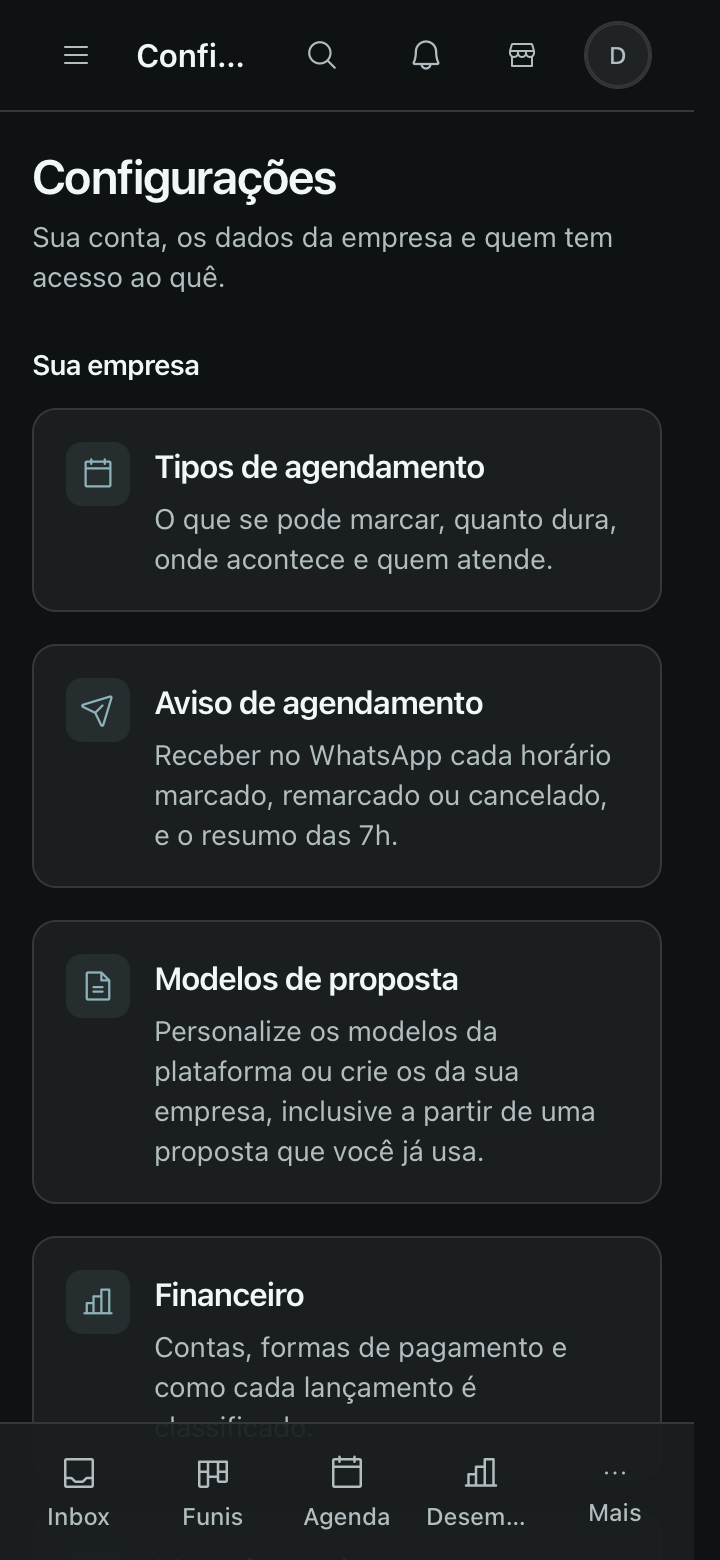 Confi...
D
Configurações
Sua conta, os dados da empresa e quem tem
acesso ao quê.
Sua empresa
Tipos de agendamento
O que se pode marcar, quanto dura,
onde acontece e quem atende.
Aviso de agendamento
Receber no WhatsApp cada horário
marcado, remarcado ou cancelado,
e o resumo das 7h.
Modelos de proposta
Personalize os modelos da
plataforma ou crie os da sua
empresa, inclusive a partir de uma
proposta que você já usa.
Financeiro
Contas, formas de pagamento e
como cada lançamento é
classificado.
Inbox
Funis
Agenda
Desem...
Mais